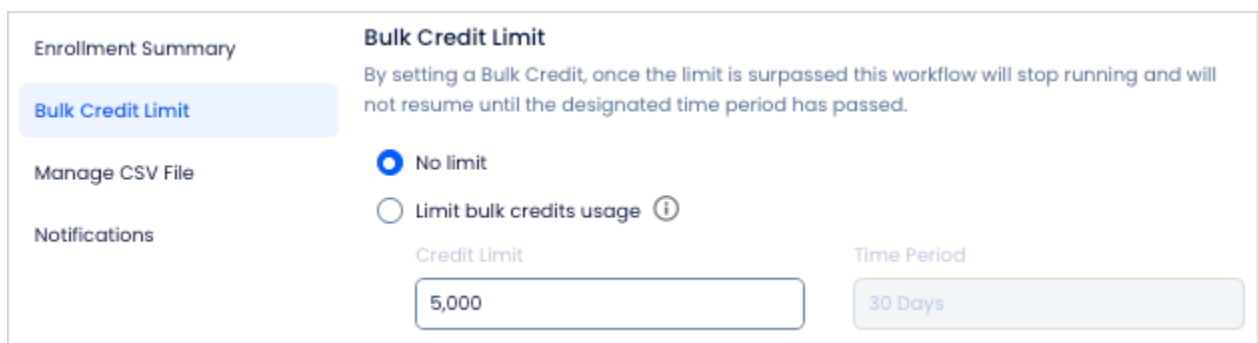 Enrollment Summary
Bulk Credit Limit
Manage CSV File
Notifications
Bulk Credit Limit
By setting a Bulk Credit, once the limit is surpassed this workflow will stop running and will
not resume until the designated time period has passed.
No limit
Limit bulk credits usage
Credit Limit
5,000
Time Period
30 Days